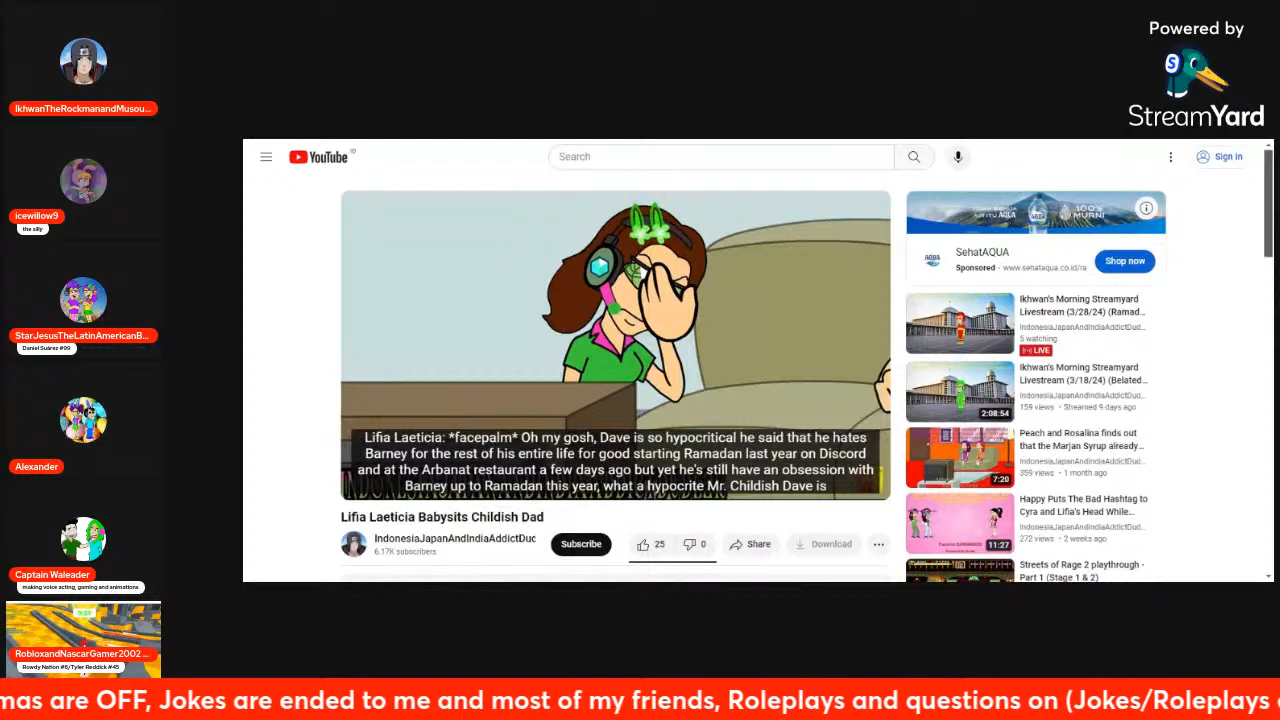 Powered by
StreamYard
IkhwanTheRockmanandMusou...
icewillow9
the silly
StarJesusTheLatinAmericanB...
Daniel Suárez #99
Alexander
Captain Waleader
making voice acting, gaming and animations.
RobloxandNascarGamer2002 ...
Rowdy Nation #6/Tyler Reddick #45
YouTube ID
Search
Sign in
Lifia Laeticia: *facepalm* Oh my gosh, Dave is so hypocritical he said that he hates
Barney for the rest of his entire life for good starting Ramadan last year on Discord
and at the Arbanat restaurant a few days ago but yet he's still have an obsession with
Barney up to Ramadan this year, what a hypocrite Mr. Childish Dave is
Lifia Laeticia Babysits Childish Dad
IndonesiaJapanAndIndiaAddictDud
6.17K subscribers
Subscribe
25
0
Share
Download
100%
MURNI
SehatAQUA
Sponsored · www.sehataqua.co.id/ra
Shop now
Ikhwan's Morning Streamyard
Livestream (3/28/24) (Ramad...
IndonesiaJapanAndIndiaAddictDud...
5 watching
LIVE
Ikhwan's Morning Streamyard
Livestream (3/18/24) (Belated...
IndonesiaJapanAndIndiaAddictDud...
159 views · Streamed 9 days ago
2:08:54
Peach and Rosalina finds out
that the Marjan Syrup already...
IndonesiaJapanAndIndiaAddictDud...
359 views · 1 month ago
7:20
Happy Puts The Bad Hashtag to
Cyra and Lifia's Head While...
IndonesiaJapanAndIndiaAddictDud...
272 views · 2 weeks ago
11:27
Streets of Rage 2 playthrough -
Part 1 (Stage 1 & 2)
mas are OFF, Jokes are ended to me and most of my friends, Roleplays and questions on (Jokes/Roleplays